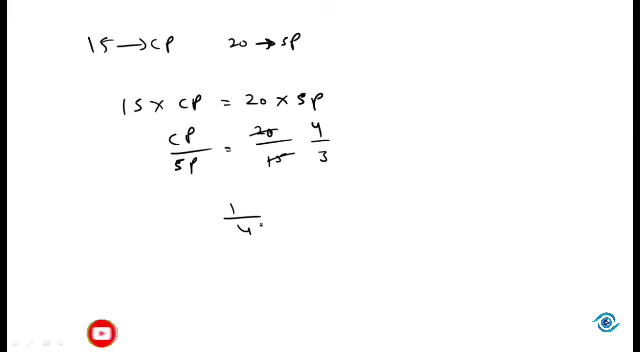 15 → CP 20 → SP
15 × CP = 20 × SP
CP/SP = 20/15 4/3
1/4